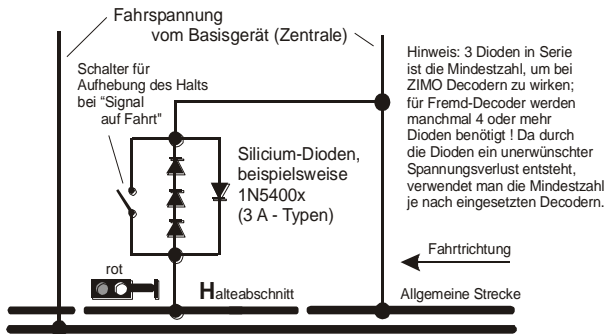 Fahrspannung
vom Basisgerät (Zentrale)
Schalter für
Aufhebung des Halts
bei "Signal
auf Fahrt"
Silicium-Dioden,
beispielsweise
1N5400x
(3 A - Typen)
Hinweis: 3 Dioden in Serie
ist die Mindestzahl, um bei
ZIMO Decodern zu wirken;
für Fremd-Decoder werden
manchmal 4 oder mehr
Dioden benötigt ! Da durch
die Dioden ein unerwünschter
Spannungsverlust entsteht,
verwendet man die Mindestzahl
je nach eingesetzten Decodern.
Fahrtrichtung
rot
Halteabschnitt
Allgemeine Strecke